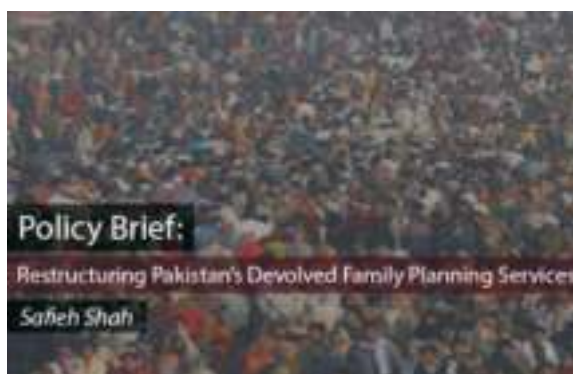 Policy Brief:
Restructuring Pakistan's Devolved Family Planning Services
Safieh Shah